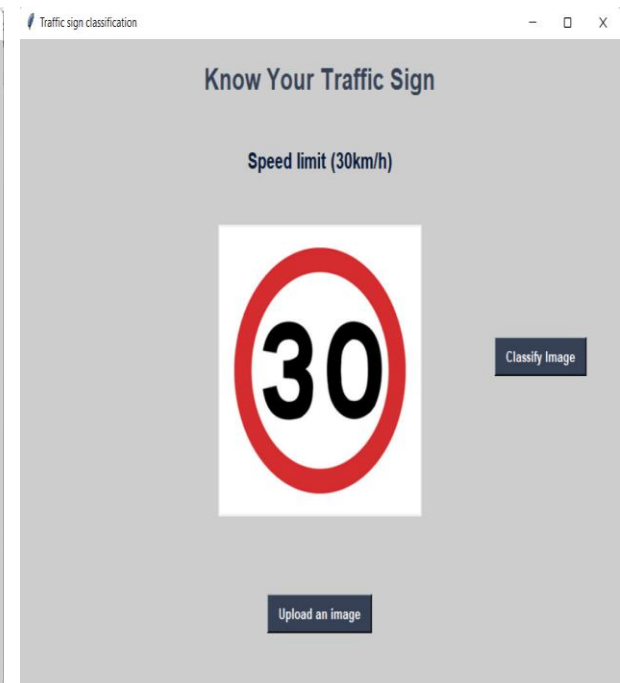 Traffic sign classification
Know Your Traffic Sign
Speed limit (30km/h)
30
Classify Image
Upload an image